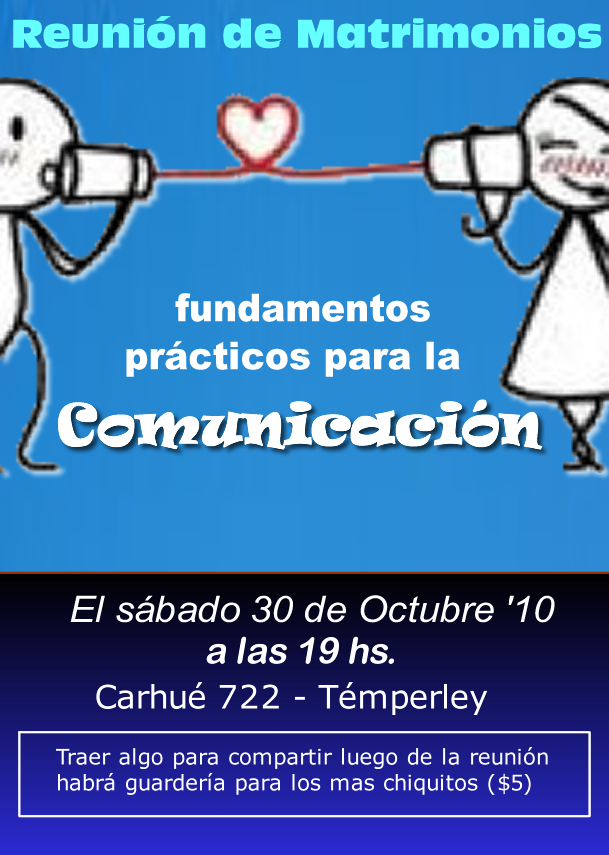 Reunión de Matrimonios
fundamentos
prácticos para la
Comunicación
El sábado 30 de Octubre '10
a las 19 hs.
Carhué 722 - Témperley
Traer algo para compartir luego de la reunión
habrá guardería para los mas chiquitos ($5)